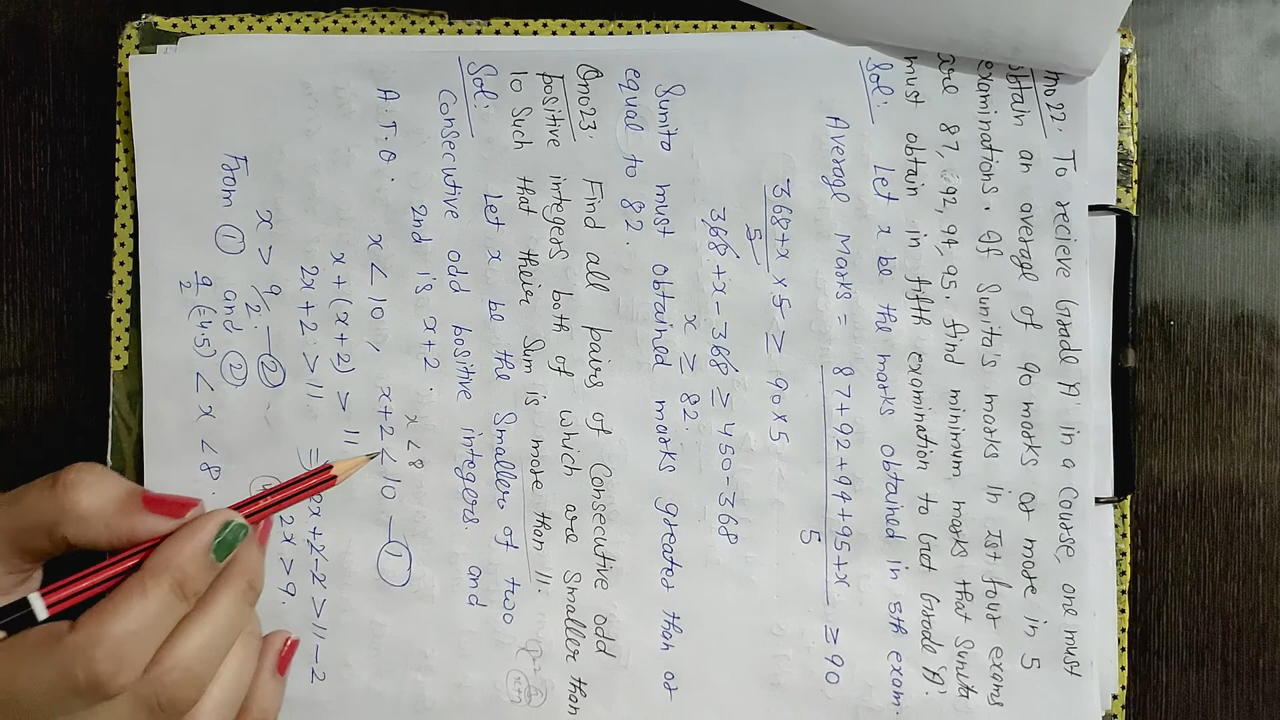 no22. To recieve Grade 'A' in a Course, one must
obtain an average of 90 marks or more in 5
examinations. If Sunita's marks in Ist four exams
are 87, 92, 94, 95. find minimum marks that Sunita
must obtain in fifth examination to Get Grade 'A'.
Sol: Let x be the marks obtained in 5th exam.
Average Marks = 87+92+94+95+x / 5 ≥ 90
368+x / 5 × 5 ≥ 90×5
368 + x - 368 ≥ 450-368
x ≥ 82.
Sunita must obtained marks greater than or
equal to 82.
Qno23. Find all pairs of Consecutive odd
positive integers both of which are Smaller than
10 Such that their Sum is more than 11.
Sol: Let x be the Smaller of two
Consecutive odd positive integers. and
2nd is x+2.
x < 8
A.T.Q. x < 10, x+2 < 10 — ①
x + (x+2) > 11
2x + 2 > 11 2x+2-2 > 11-2
2x > 9.
x > 9/2. — ②
From ① and ②
9/2 (=4.5) < x < 8.